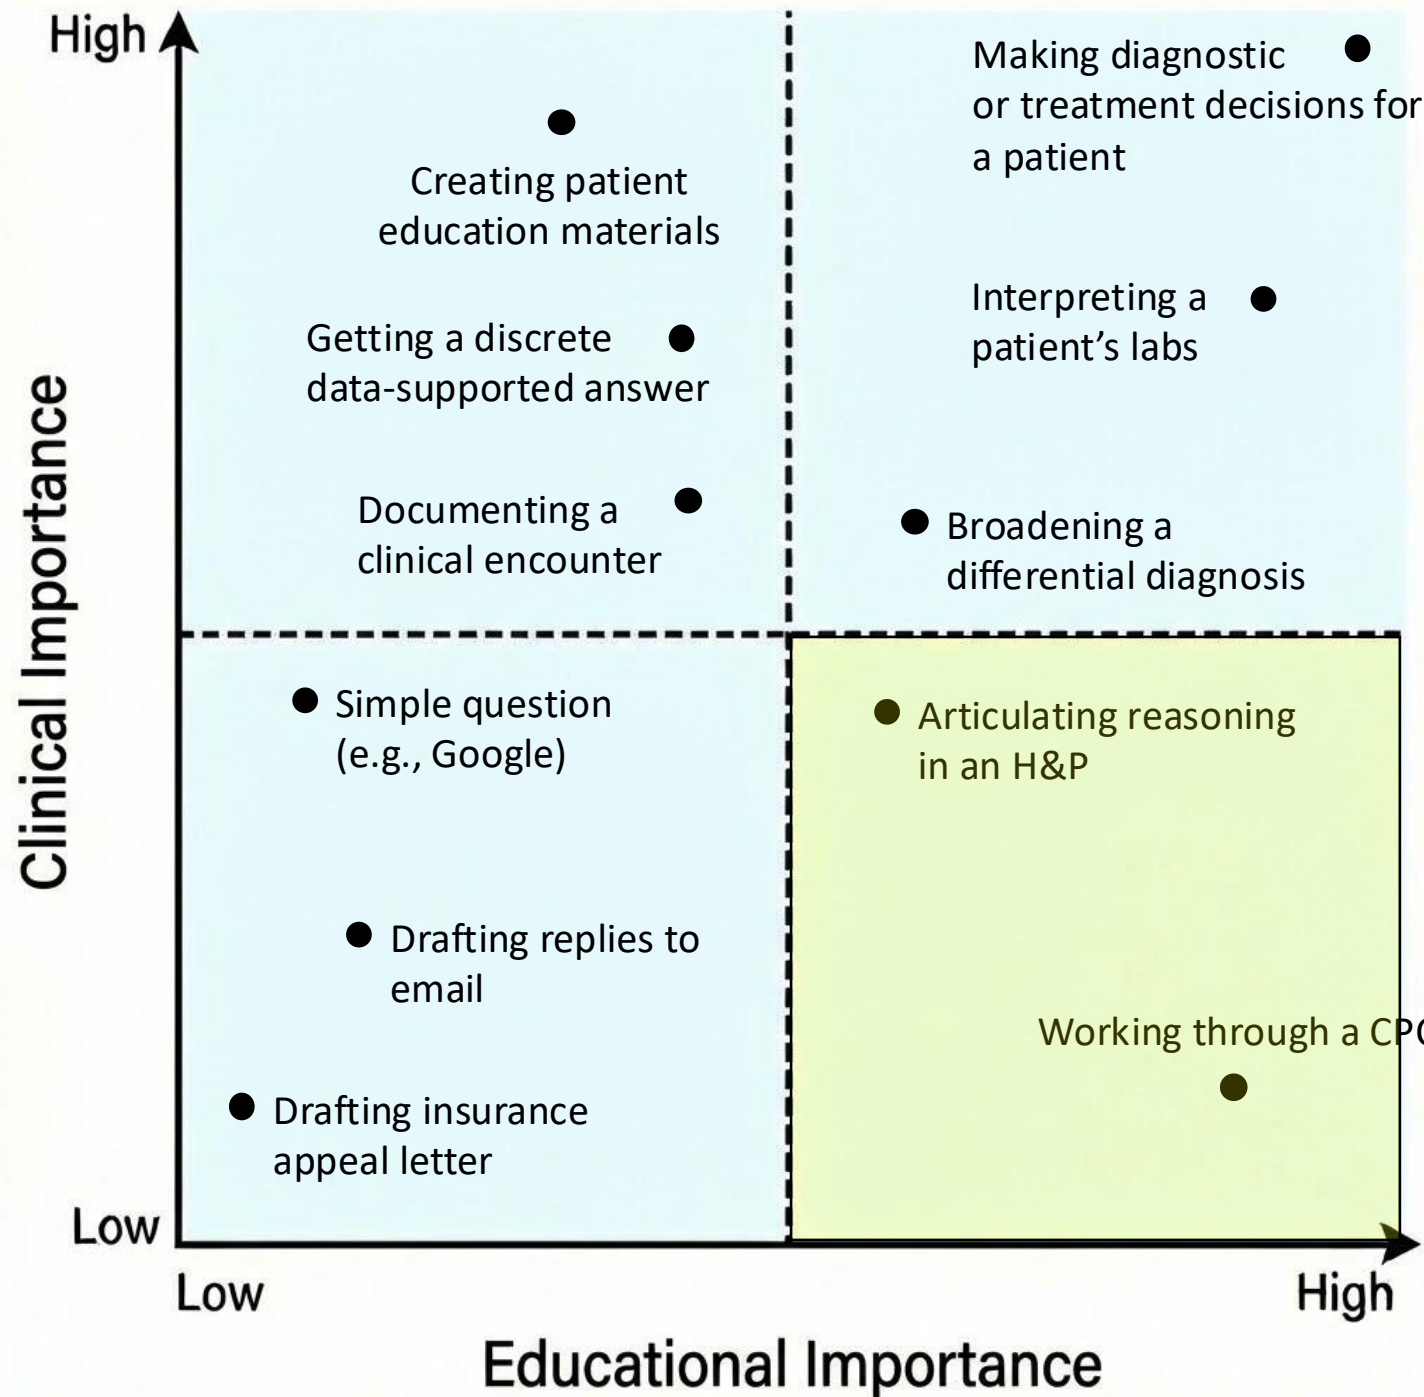 High
Making diagnostic
or treatment decisions for
a patient
Creating patient
education materials
Interpreting a
patient’s labs
Getting a discrete
data-supported answer
Documenting a
clinical encounter
Broadening a
differential diagnosis
Clinical Importance
Simple question
(e.g., Google)
Articulating reasoning
in an H&P
Drafting replies to
email
Working through a
Drafting insurance
appeal letter
Low
Low
High
Educational Importance